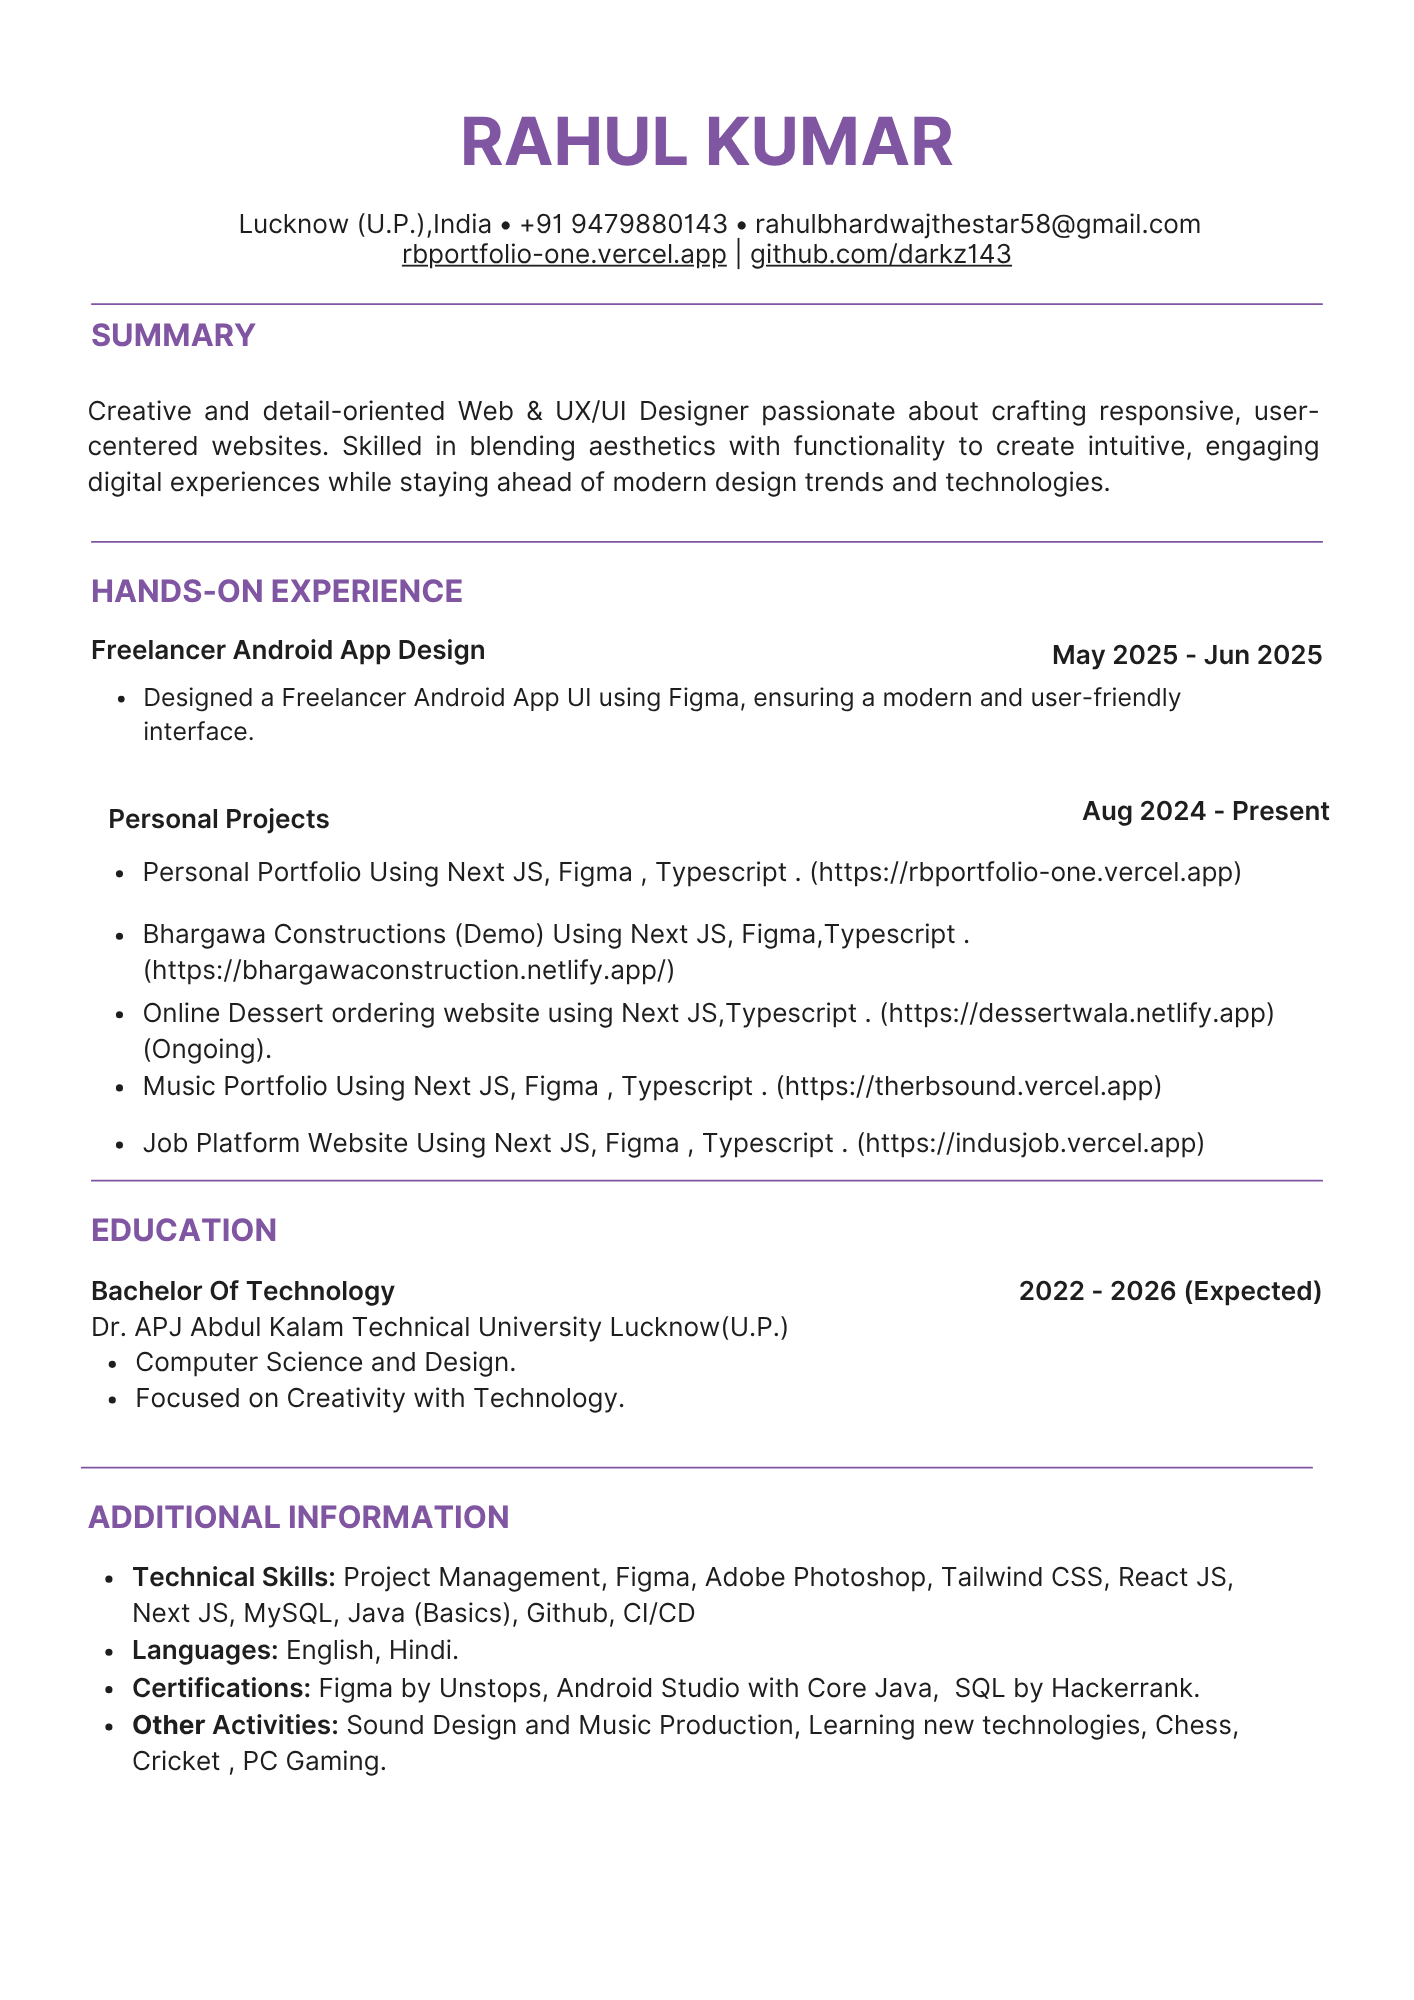 RAHUL KUMAR
Lucknow (U.P.),India • +91 9479880143 • rahulbhardwajthestar58@gmail.com
rbportfolio-one.vercel.app | github.com/darkz143
SUMMARY
Creative and detail-oriented Web & UX/UI Designer passionate about crafting responsive, user-
centered websites. Skilled in blending aesthetics with functionality to create intuitive, engaging
digital experiences while staying ahead of modern design trends and technologies.
HANDS-ON EXPERIENCE
Freelancer Android App Design May 2025 - Jun 2025
• Designed a Freelancer Android App UI using Figma, ensuring a modern and user-friendly
interface.
Personal Projects Aug 2024 - Present
• Personal Portfolio Using Next JS, Figma , Typescript . (https://rbportfolio-one.vercel.app)
• Bhargawa Constructions (Demo) Using Next JS, Figma,Typescript .
(https://bhargawaconstruction.netlify.app/)
• Online Dessert ordering website using Next JS,Typescript . (https://dessertwala.netlify.app)
(Ongoing).
• Music Portfolio Using Next JS, Figma , Typescript . (https://therbsound.vercel.app)
• Job Platform Website Using Next JS, Figma , Typescript . (https://indusjob.vercel.app)
EDUCATION
Bachelor Of Technology 2022 - 2026 (Expected)
Dr. APJ Abdul Kalam Technical University Lucknow(U.P.)
• Computer Science and Design.
• Focused on Creativity with Technology.
ADDITIONAL INFORMATION
• Technical Skills: Project Management, Figma, Adobe Photoshop, Tailwind CSS, React JS,
Next JS, MySQL, Java (Basics), Github, CI/CD
• Languages: English, Hindi.
• Certifications: Figma by Unstops, Android Studio with Core Java,  SQL by Hackerrank.
• Other Activities: Sound Design and Music Production, Learning new technologies, Chess,
Cricket , PC Gaming.